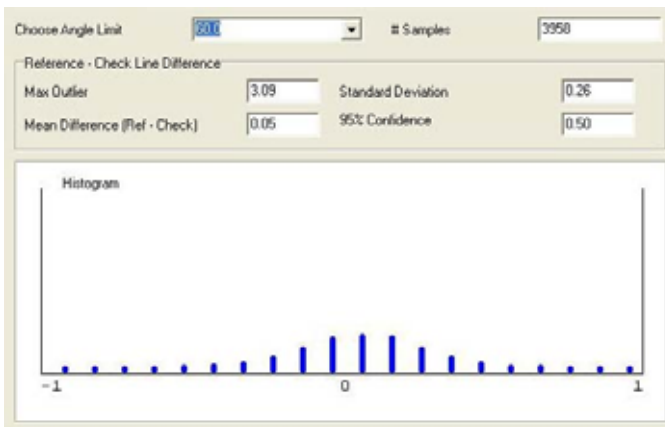 Choose Angle Limit 60.0 # Samples 3958
Reference - Check Line Difference
Max Outlier 3.09 Standard Deviation 0.26
Mean Difference (Ref - Check) 0.05 95% Confidence 0.50
Histogram
-1 0 1